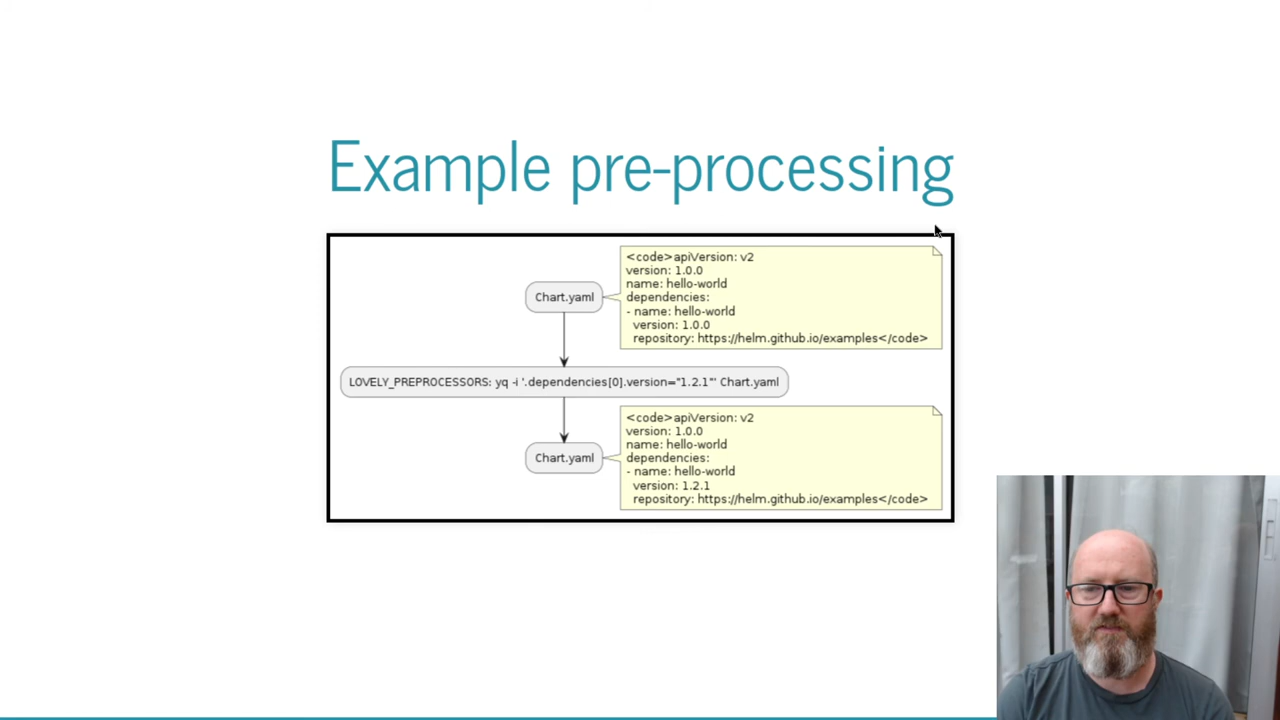 Example pre-processing
Chart.yaml
<code>apiVersion: v2
version: 1.0.0
name: hello-world
dependencies:
- name: hello-world
version: 1.0.0
repository: https://helm.github.io/examples</code>
LOVELY_PREPROCESSORS: yq -i '.dependencies[0].version="1.2.1"' Chart.yaml
Chart.yaml
<code>apiVersion: v2
version: 1.0.0
name: hello-world
dependencies:
- name: hello-world
version: 1.2.1
repository: https://helm.github.io/examples</code>